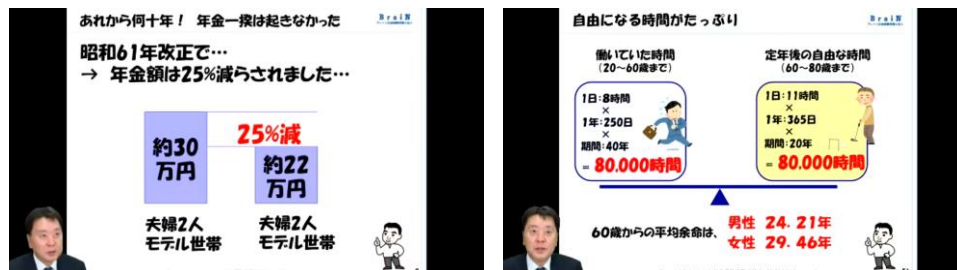 あれから何十年! 年金一揆は起きなかった
BraiN
昭和61年改正で…
→ 年金額は25%減らされました…
約30
万円
25%減
約22
万円
夫婦2人
モデル世帯
夫婦2人
モデル世帯
自由になる時間がたっぷり
BraiN
働いていた時間
(20～60歳まで)
1日:8時間
×
1年:250日
×
期間:40年
= 80,000時間
定年後の自由な時間
(60～80歳まで)
1日:11時間
×
1年:365日
×
期間:20年
= 80,000時間
60歳からの平均余命は、
男性 24.21年
女性 29.46年